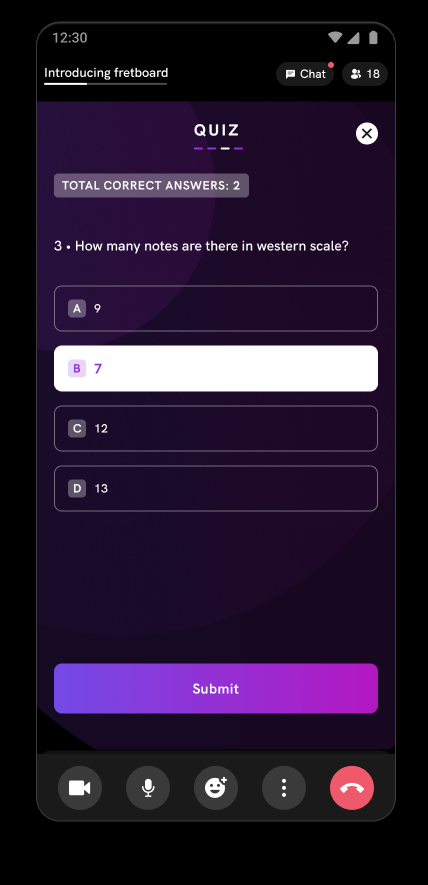 12:30
Introducing fretboard
Chat
18
QUIZ
TOTAL CORRECT ANSWERS: 2
3 • How many notes are there in western scale?
A 9
B 7
C 12
D 13
Submit